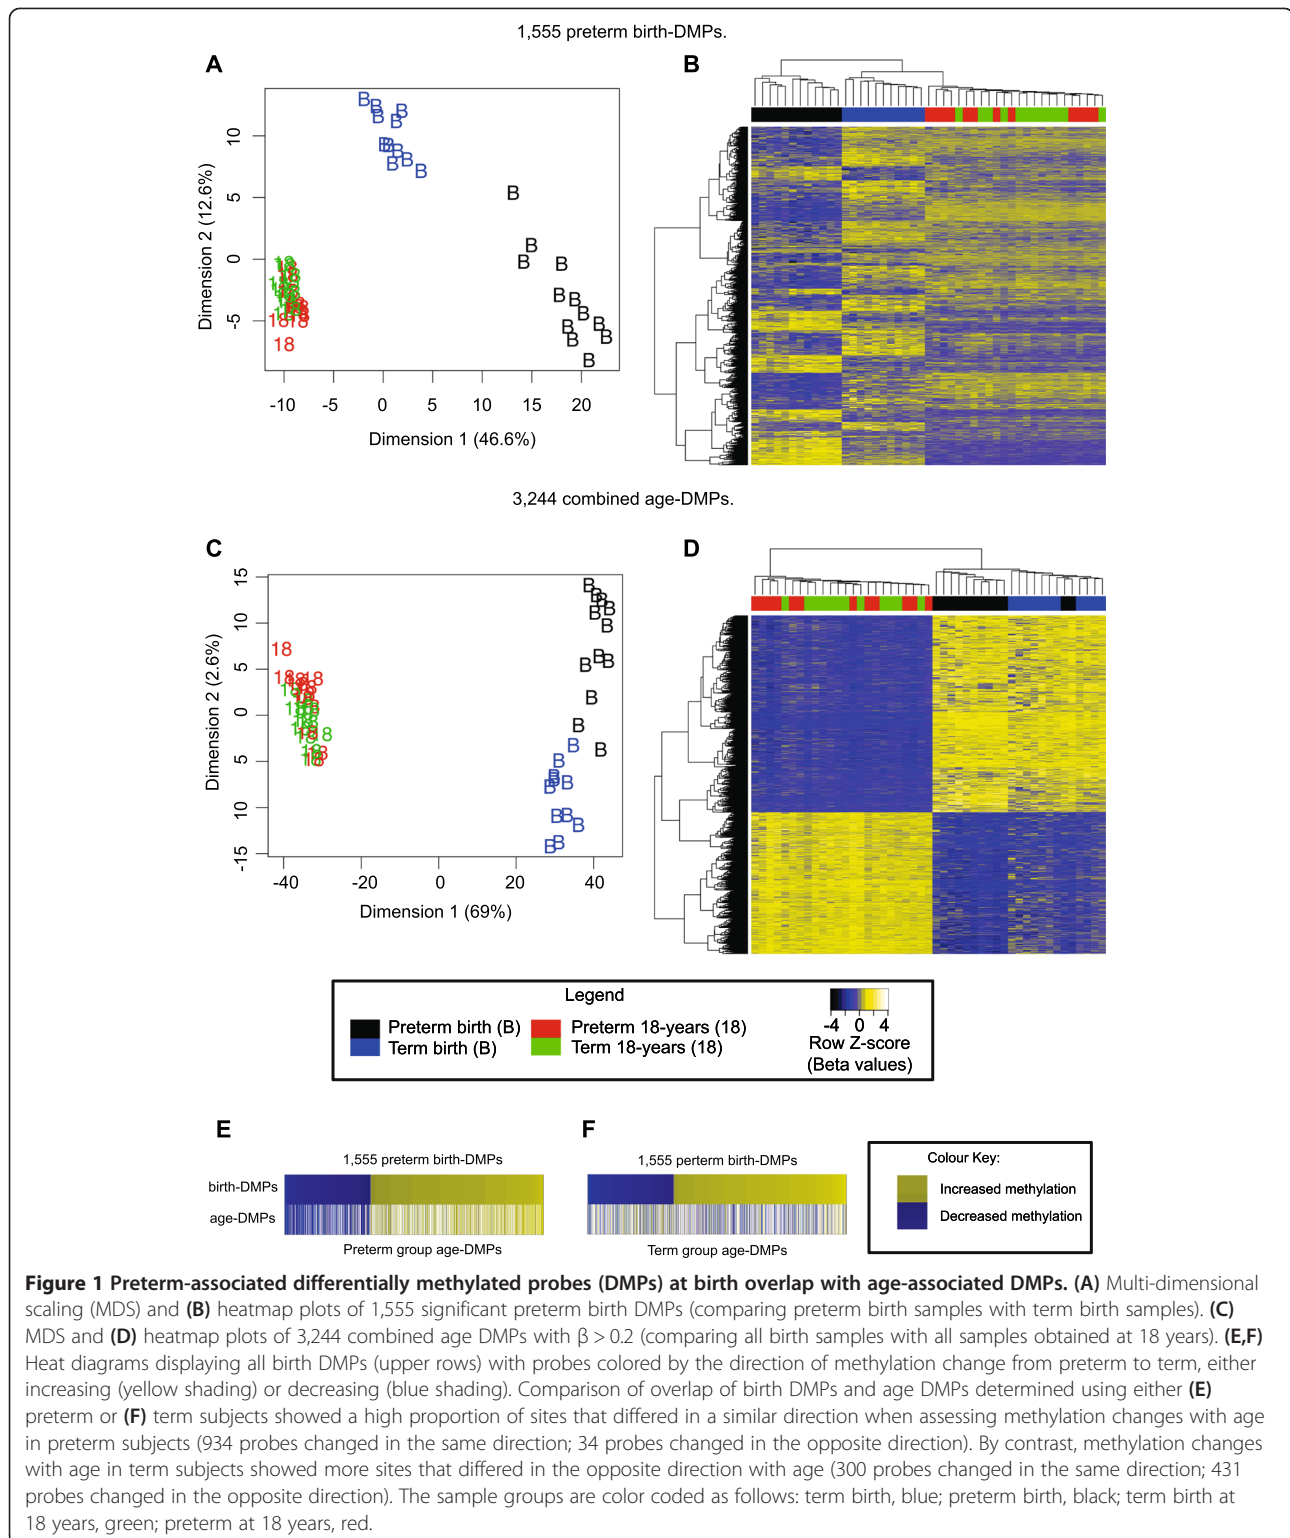 1,555 preterm birth-DMPs.
A
B
Dimension 2 (12.6%)
10
5
0
-5
-10
-5
0
5
10
15
20
Dimension 1 (46.6%)
3,244 combined age-DMPs.
C
D
Dimension 2 (2.6%)
15
10
5
0
5
10
-15
-40
-20
0
20
40
Dimension 1 (69%)
Legend
Preterm birth (B)
Term birth (B)
Preterm 18-years (18)
Term 18-years (18)
-4 0 4
Row Z-score
(Beta values)
E
1,555 preterm birth-DMPs
birth-DMPs
age-DMPs
Preterm group age-DMPs
F
1,555 perterm birth-DMPs
Term group age-DMPs
Colour Key:
Increased methylation
Decreased methylation
Figure 1 Preterm-associated differentially methylated probes (DMPs) at birth overlap with age-associated DMPs. (A) Multi-dimensional
scaling (MDS) and (B) heatmap plots of 1,555 significant preterm birth DMPs (comparing preterm birth samples with term birth samples). (C)
MDS and (D) heatmap plots of 3,244 combined age DMPs with β > 0.2 (comparing all birth samples with all samples obtained at 18 years). (E,F)
Heat diagrams displaying all birth DMPs (upper rows) with probes colored by the direction of methylation change from preterm to term, either
increasing (yellow shading) or decreasing (blue shading). Comparison of overlap of birth DMPs and age DMPs determined using either (E)
preterm or (F) term subjects showed a high proportion of sites that differed in a similar direction when assessing methylation changes with age
in preterm subjects (934 probes changed in the same direction; 34 probes changed in the opposite direction). By contrast, methylation changes
with age in term subjects showed more sites that differed in the opposite direction with age (300 probes changed in the same direction; 431
probes changed in the opposite direction). The sample groups are color coded as follows: term birth, blue; preterm birth, black; term birth at
18 years, green; preterm at 18 years, red.